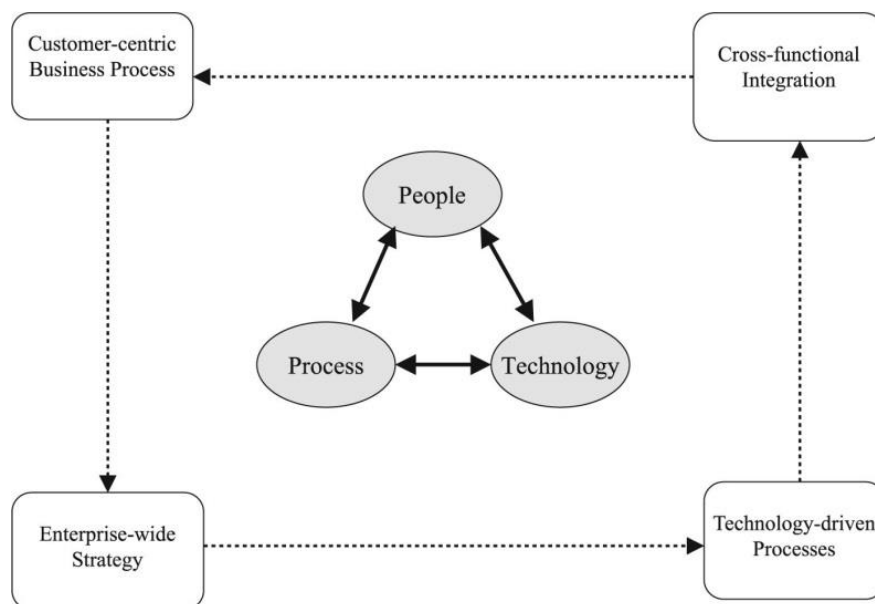 Customer-centric
Business Process
Cross-functional
Integration
People
Process
Technology
Enterprise-wide
Strategy
Technology-driven
Processes